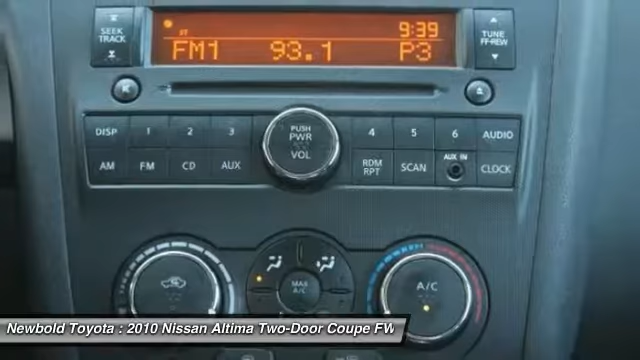 SEEK
TRACK
9:39
ST
FM1 93.1 P3
TUNE
FF-REW
DISP 1 2 3
PUSH
PWR
VOL
4 5 6 AUDIO
AM FM CD AUX
RDM
RPT
SCAN
AUX IN
CLOCK
MAX
A/C
A/C
Newbold Toyota : 2010 Nissan Altima Two-Door Coupe FW